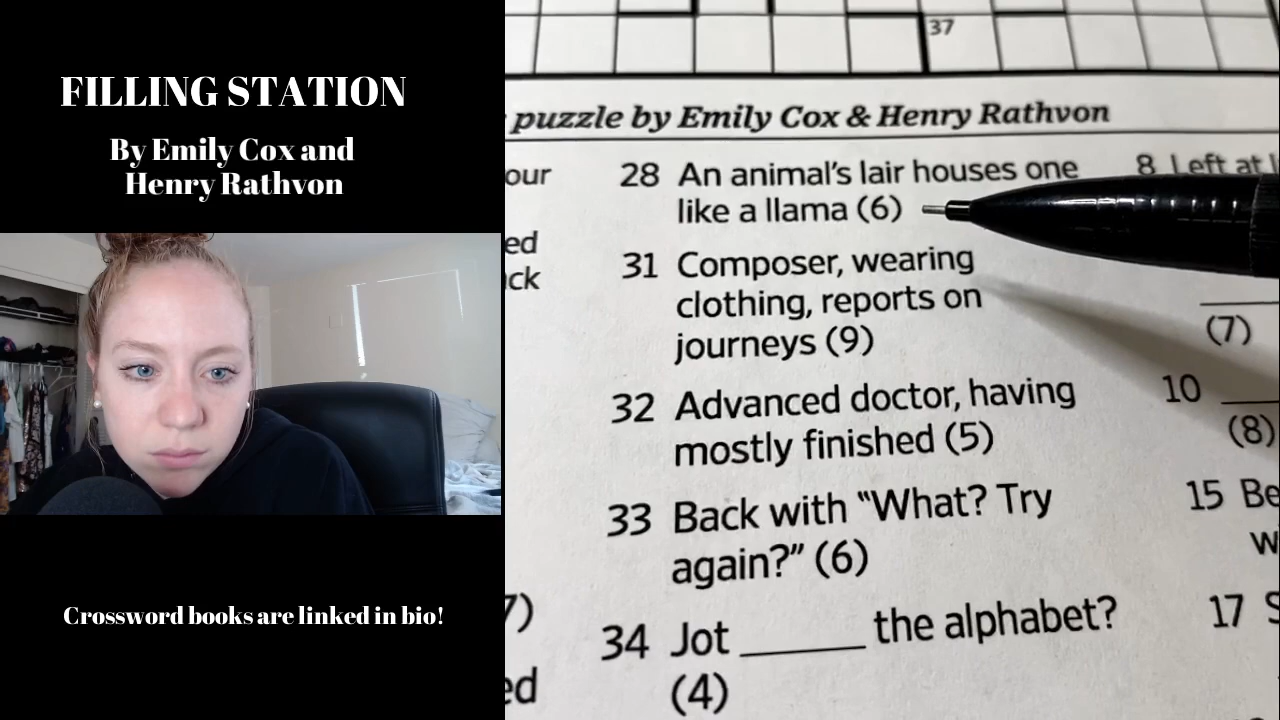 FILLING STATION
By Emily Cox and
Henry Rathvon
Crossword books are linked in bio!
37
puzzle by Emily Cox & Henry Rathvon
our
ed
ck
7)
ed
28 An animal's lair houses one
like a llama (6)
31 Composer, wearing
clothing, reports on
journeys (9)
32 Advanced doctor, having
mostly finished (5)
33 Back with "What? Try
again?" (6)
34 Jot ______ the alphabet?
(4)
8 Left at
(7)
10
(8)
15 Be
w
17 S